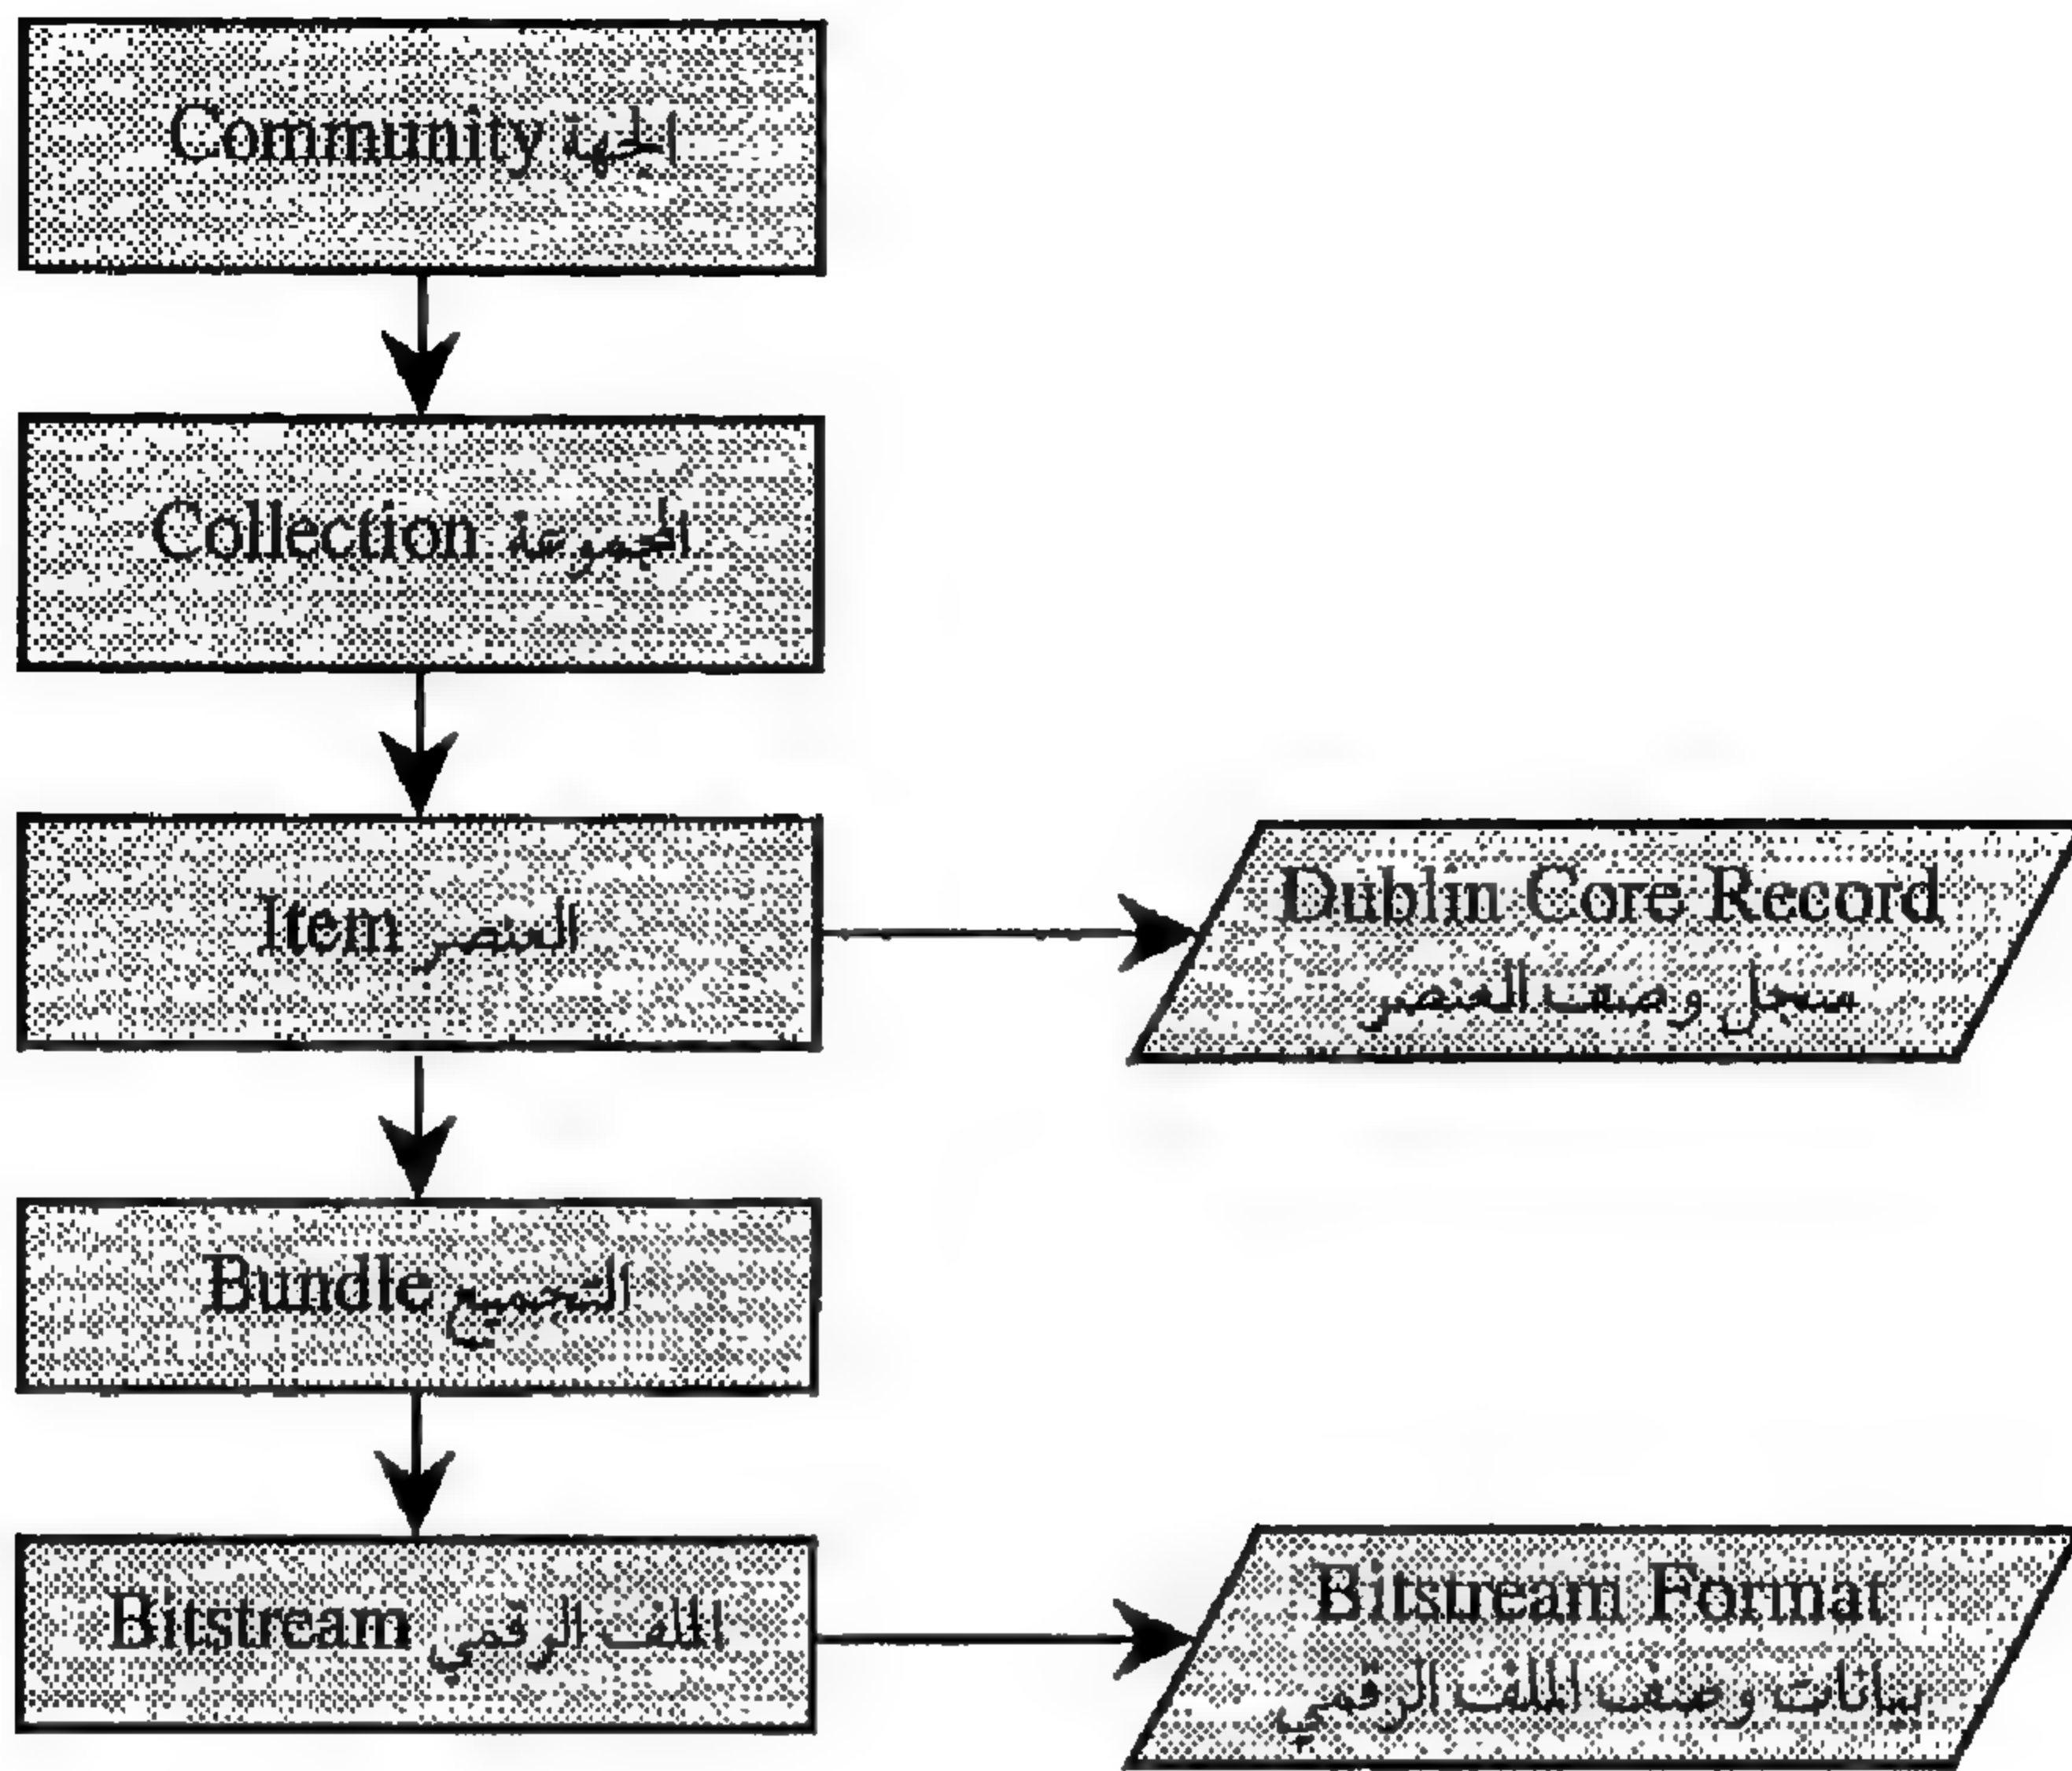 Community الجهة
Collection المجموعة
Item العنصر
Dublin Core Record
سجل وصف العنصر
Bundle التجميع
Bitstream الملف الرقمي
Bitstream Format
بيانات وصف الملف الرقمي